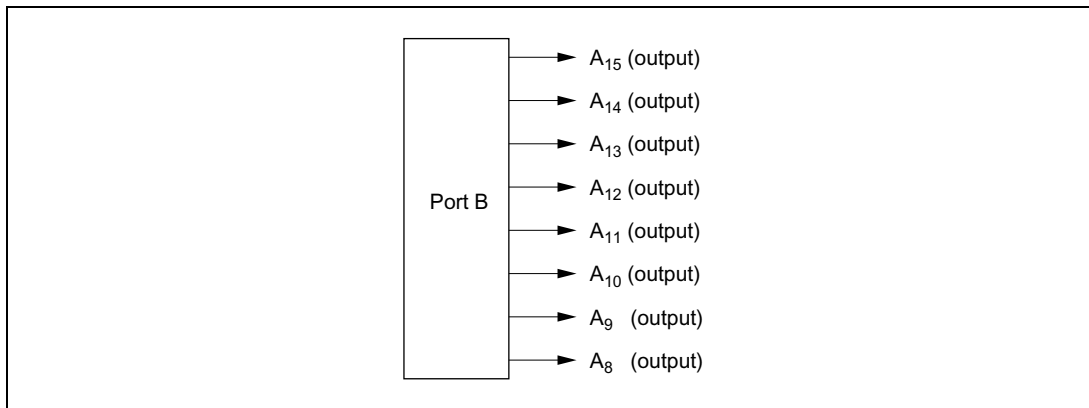 A₁₅ (output)
A₁₄ (output)
A₁₃ (output)
A₁₂ (output)
Port B
A₁₁ (output)
A₁₀ (output)
A₉ (output)
A₈ (output)